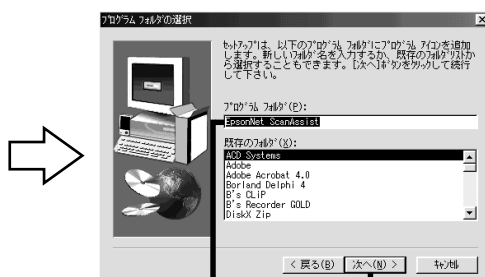 ﾌﾟﾛｸﾞﾗﾑ ﾌｫﾙﾀﾞの選択
ｾｯﾄｱｯﾌﾟは、以下のﾌﾟﾛｸﾞﾗﾑ ﾌｫﾙﾀﾞにﾌﾟﾛｸﾞﾗﾑ ｱｲｺﾝを追加
します。新しいﾌｫﾙﾀﾞ名を入力するか、既存のﾌｫﾙﾀﾞﾘｽﾄか
ら選択することもできます。[次へ]ﾎﾞﾀﾝをｸﾘｯｸして続行
して下さい。
ﾌﾟﾛｸﾞﾗﾑ ﾌｫﾙﾀﾞ(P):
EpsonNet ScanAssist
既存のﾌｫﾙﾀﾞ(X):
ACD Systems
Adobe
Adobe Acrobat 4.0
Borland Delphi 4
B's CLiP
B's Recorder GOLD
DiskX Zip
< 戻る(B) 次へ(N) > ｷｬﾝｾﾙ